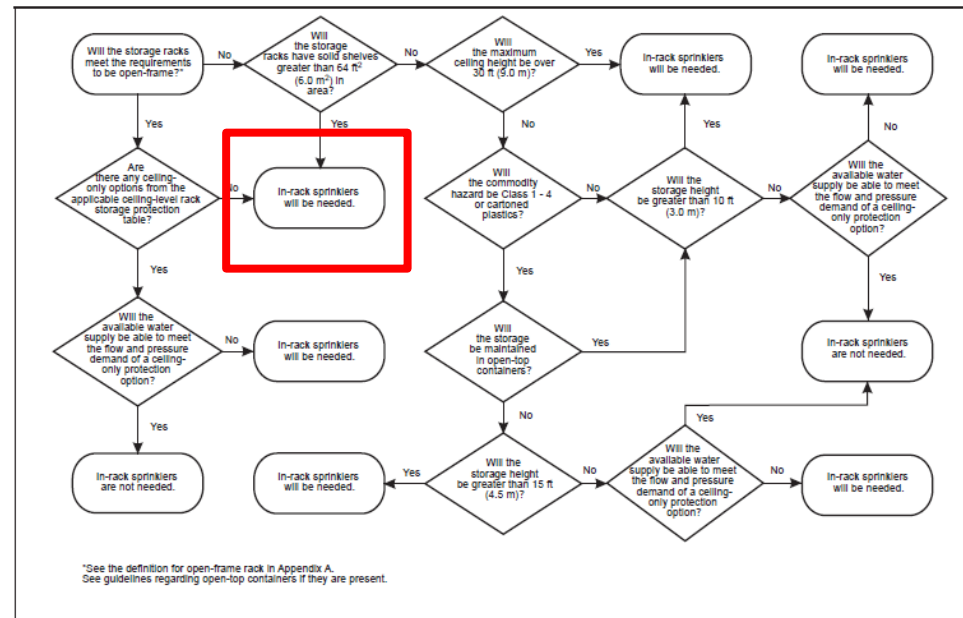 Will the storage racks
meet the requirements
to be open-frame?*
No
Will
the storage
racks have solid shelves
greater than 64 ft²
(6.0 m²) in
area?
No
Will
the maximum
ceiling height be over
30 ft (9.0 m)?
Yes
In-rack sprinklers
will be needed.
In-rack sprinklers
will be needed.
Yes
Yes
No
Yes
No
Are
there any ceiling-
only options from the
applicable ceiling-level rack
storage protection
table?
No
In-rack sprinklers
will be needed.
Will
the commodity
hazard be Class 1 - 4
or cartoned
plastics?
No
Will the
storage height
be greater than 10 ft
(3.0 m)?
No
Will the
available water
supply be able to meet
the flow and pressure
demand of a ceiling-
only protection
option?
Yes
Yes
Yes
Will the
available water
supply be able to meet
the flow and pressure
demand of a ceiling-
only protection
option?
No
In-rack sprinklers
will be needed.
Will
the storage
be maintained
in open-top
containers?
Yes
In-rack sprinklers
are not needed.
Yes
No
Yes
In-rack sprinklers
are not needed.
In-rack sprinklers
will be needed.
Yes
Will the
storage height
be greater than 15 ft
(4.5 m)?
No
Will the
available water
supply be able to meet
the flow and pressure
demand of a ceiling-
only protection
option?
No
In-rack sprinklers
will be needed.
*See the definition for open-frame rack in Appendix A.
See guidelines regarding open-top containers if they are present.